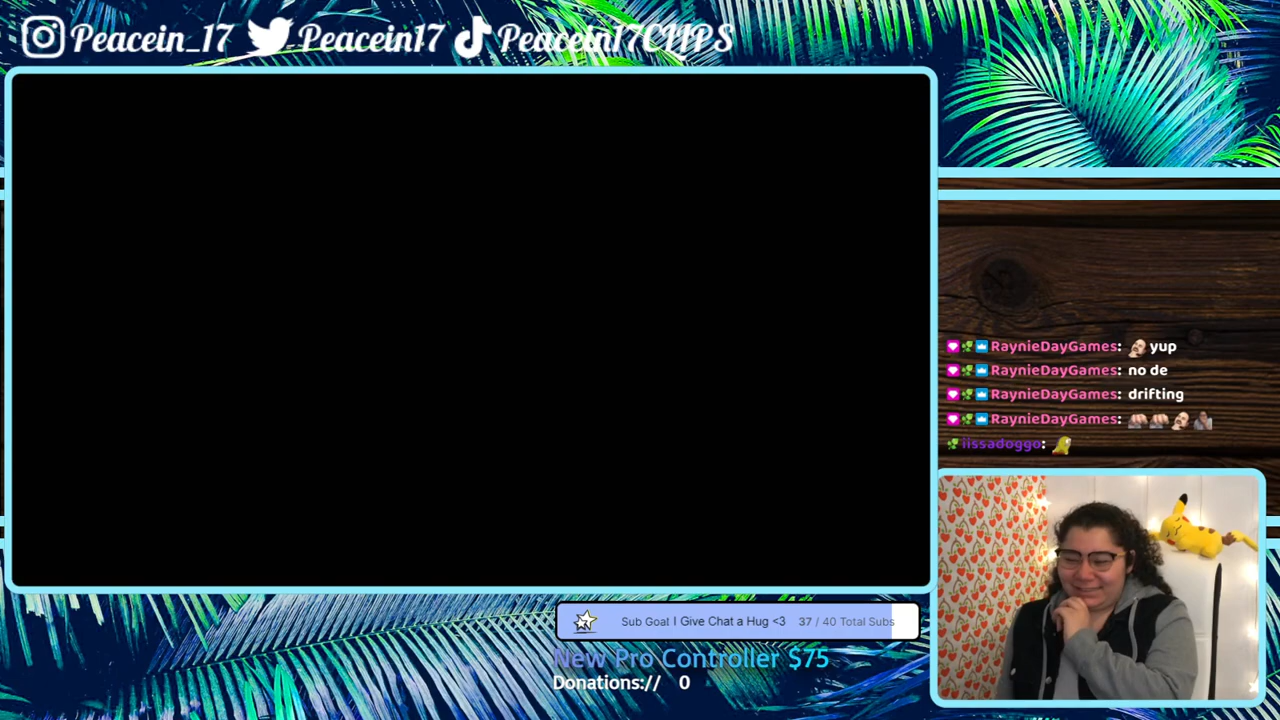 Peacein_17 Peacein17 Peacein17ClIPS
RaynieDayGames: yup
RaynieDayGames: no de
RaynieDayGames: drifting
RaynieDayGames:
lissadoggo:
Sub Goal I Give Chat a Hug <3 37 / 40 Total Subs
New Pro Controller $75
Donations:// 0